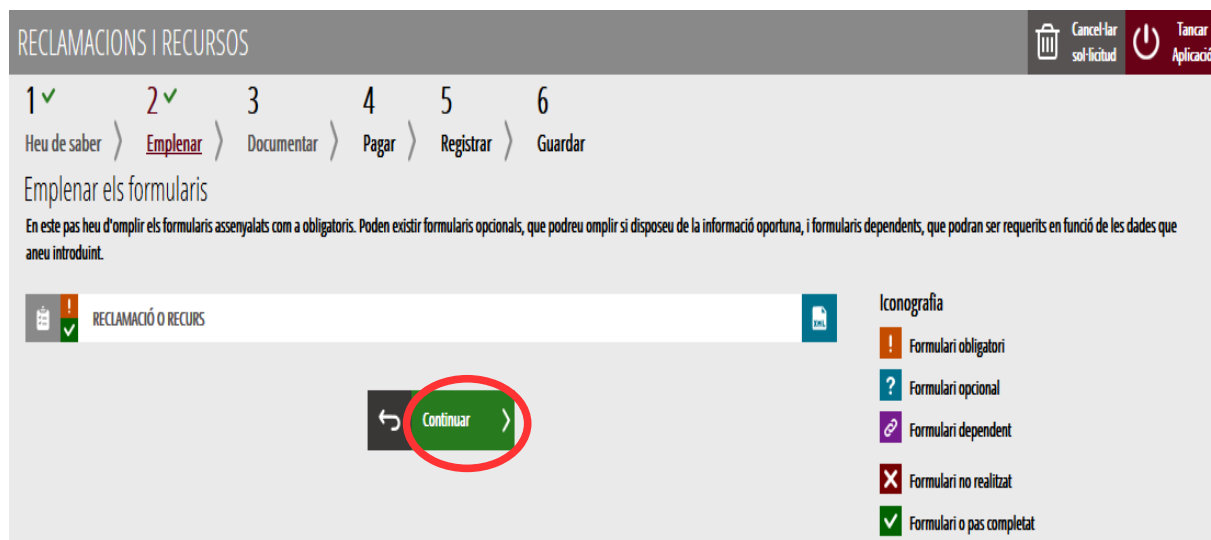 RECLAMACIONS I RECURSOS
Cancel·lar
sol·licitud
Tancar
Aplicació
1 2 3 4 5 6
Heu de saber Emplenar Documentar Pagar Registrar Guardar
Emplenar els formularis
En este pas heu d'omplir els formularis assenyalats com a obligatoris. Poden existir formularis opcionals, que podreu omplir si disposeu de la informació oportuna, i formularis dependents, que podran ser requerits en funció de les dades que
aneu introduint.
! RECLAMACIÓ O RECURS XML
Continuar
Iconografia
! Formulari obligatori
? Formulari opcional
Formulari dependent
Formulari no realitzat
Formulari o pas completat